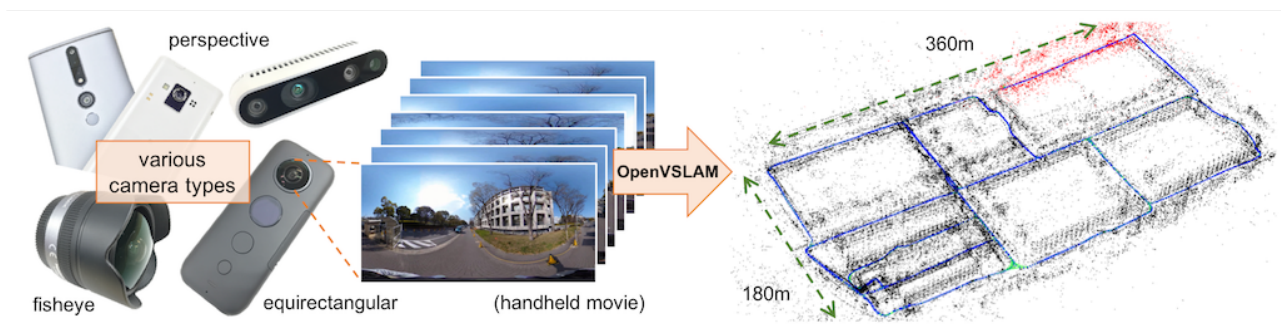 perspective
various
camera types
fisheye
equirectangular
(handheld movie)
OpenVSLAM
360m
180m